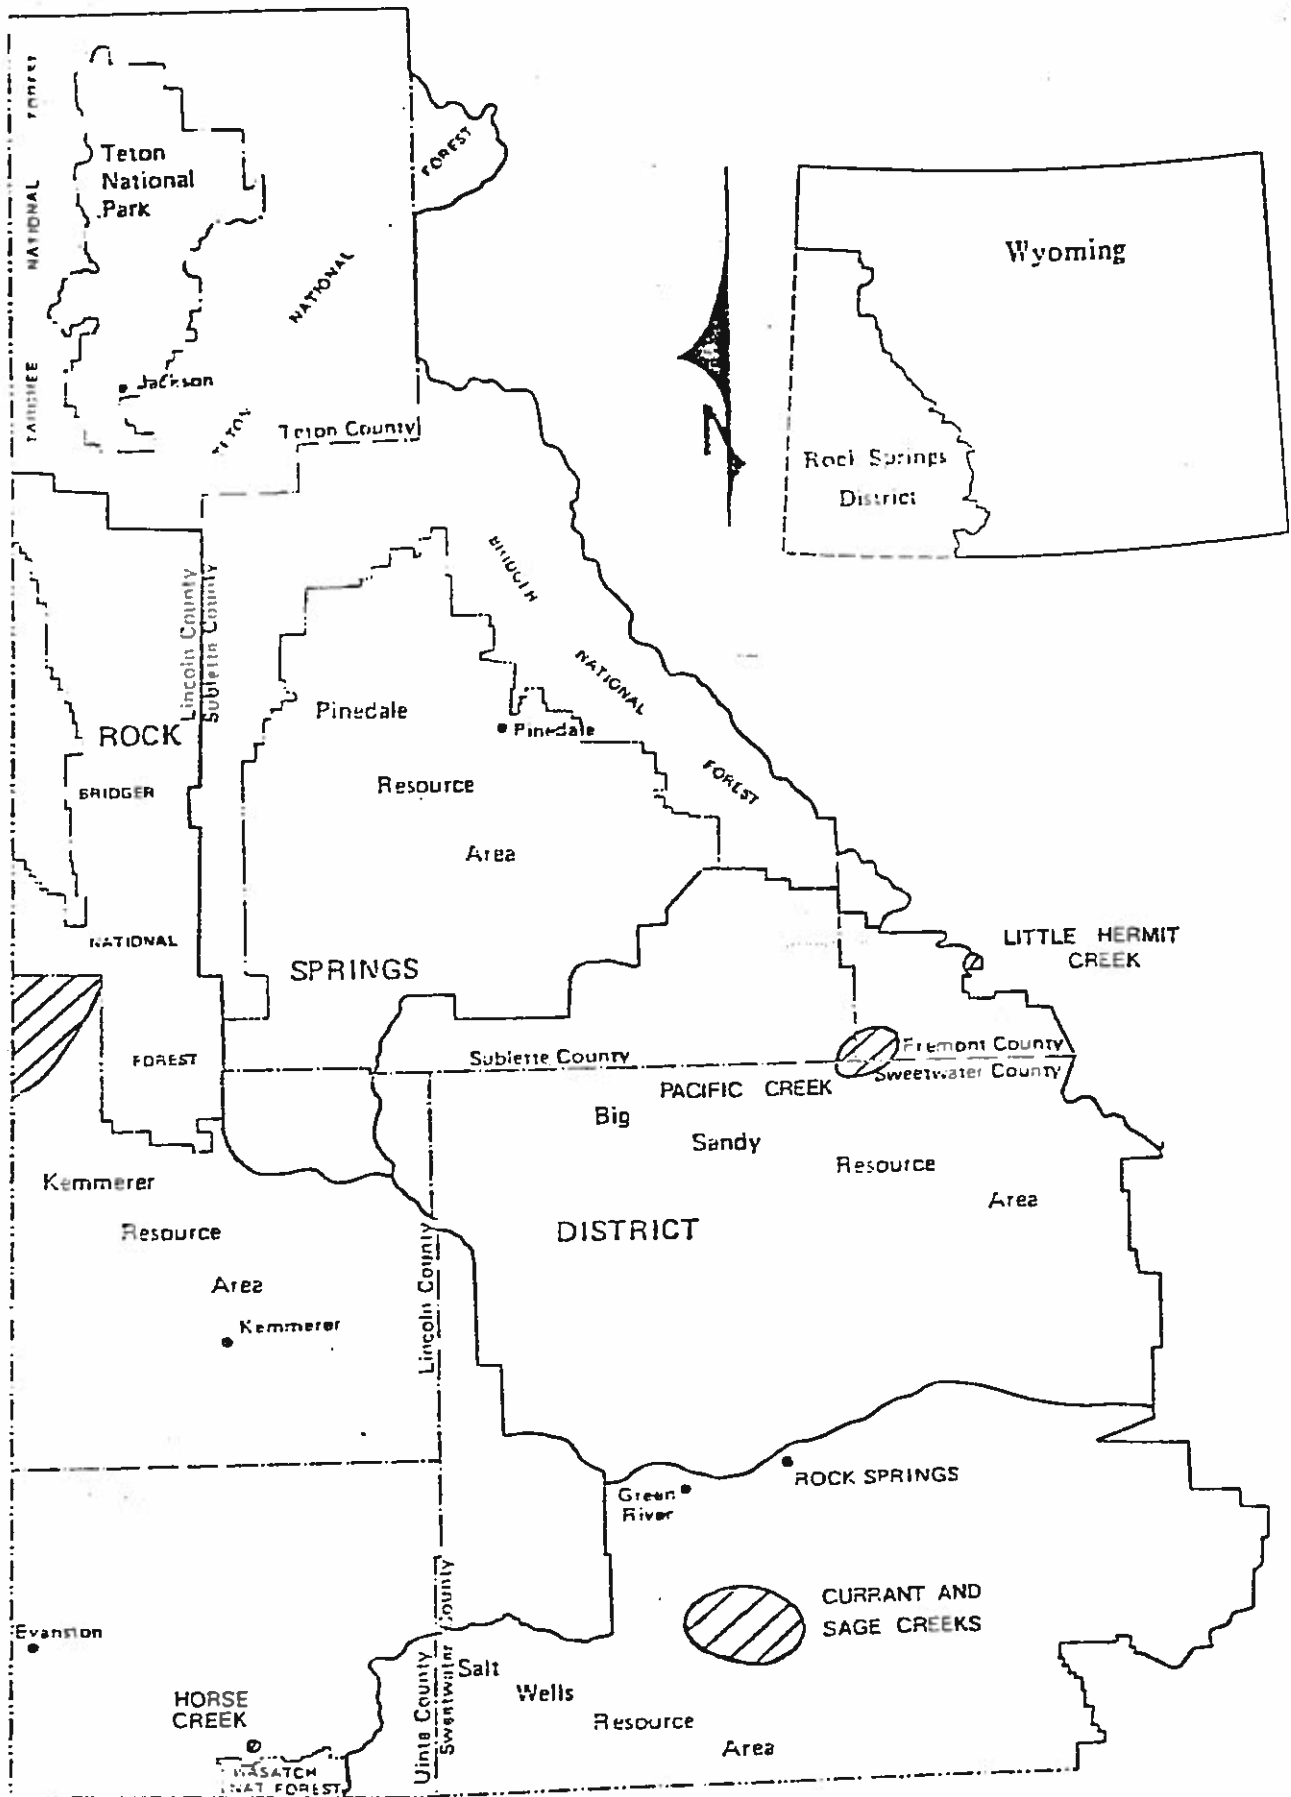 TARGHEE NATIONAL FOREST
Teton
National
Park
FOREST
NATIONAL
TETON
Jackson
Teton County
Wyoming
Rock Springs
District
BRIDGER
NATIONAL
FOREST
Lincoln County
Sublette County
Pinedale
Resource
Area
Pinedale
ROCK
SPRINGS
DISTRICT
BRIDGER
NATIONAL
FOREST
LITTLE HERMIT
CREEK
Sublette County
Fremont County
Sweetwater County
PACIFIC CREEK
Big
Sandy
Resource
Area
Kemmerer
Resource
Area
Kemmerer
Lincoln County
Green
River
ROCK SPRINGS
CURRANT AND
SAGE CREEKS
Evanston
HORSE
CREEK
WASATCH
NAT FOREST
Uinta County
Sweetwater County
Salt
Wells
Resource
Area